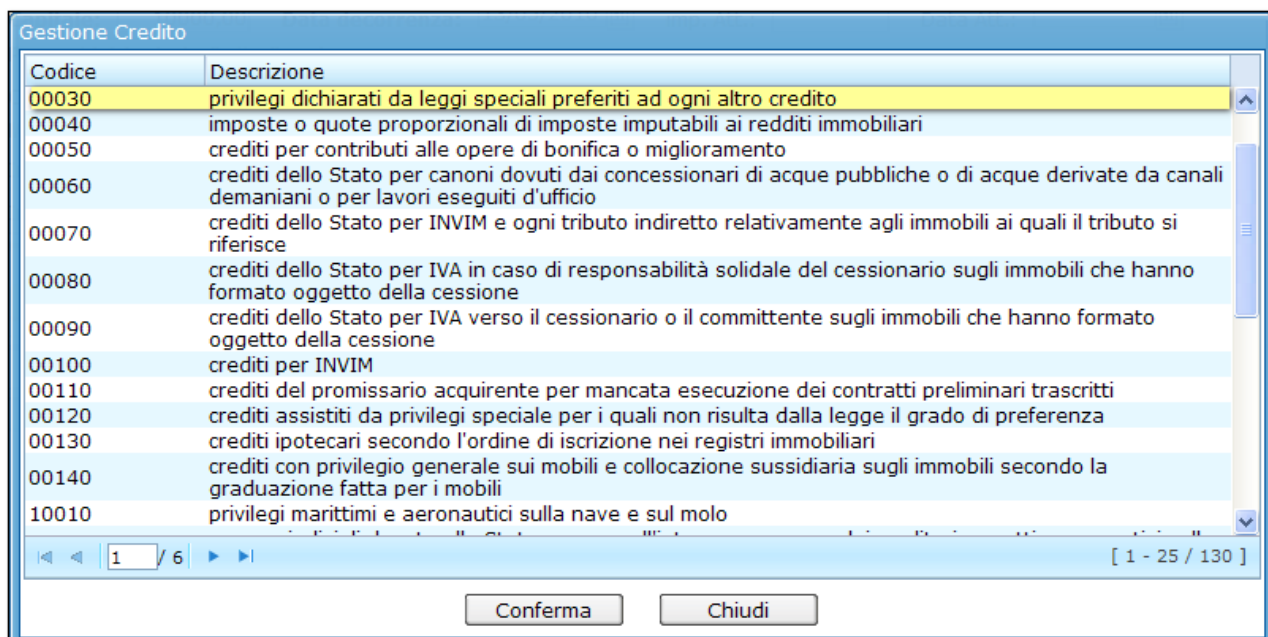 Gestione Credito
Codice Descrizione
00030 privilegi dichiarati da leggi speciali preferiti ad ogni altro credito
00040 imposte o quote proporzionali di imposte imputabili ai redditi immobiliari
00050 crediti per contributi alle opere di bonifica o miglioramento
00060 crediti dello Stato per canoni dovuti dai concessionari di acque pubbliche o di acque derivate da canali
demaniani o per lavori eseguiti d'ufficio
00070 crediti dello Stato per INVIM e ogni tributo indiretto relativamente agli immobili ai quali il tributo si
riferisce
00080 crediti dello Stato per IVA in caso di responsabilità solidale del cessionario sugli immobili che hanno
formato oggetto della cessione
00090 crediti dello Stato per IVA verso il cessionario o il committente sugli immobili che hanno formato
oggetto della cessione
00100 crediti per INVIM
00110 crediti del promissario acquirente per mancata esecuzione dei contratti preliminari trascritti
00120 crediti assistiti da privilegi speciale per i quali non risulta dalla legge il grado di preferenza
00130 crediti ipotecari secondo l'ordine di iscrizione nei registri immobiliari
00140 crediti con privilegio generale sui mobili e collocazione sussidiaria sugli immobili secondo la
graduazione fatta per i mobili
10010 privilegi marittimi e aeronautici sulla nave e sul molo
1 / 6 [ 1 - 25 / 130 ]
Conferma Chiudi